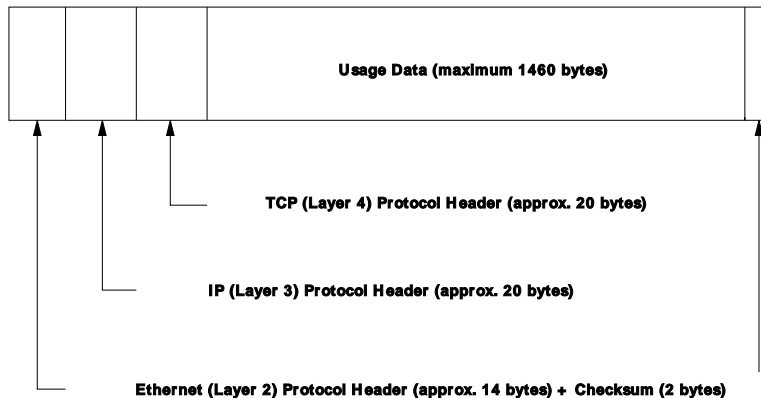 Usage Data (maximum 1460 bytes)
TCP (Layer 4) Protocol Header (approx. 20 bytes)
IP (Layer 3) Protocol Header (approx. 20 bytes)
Ethernet (Layer 2) Protocol Header (approx. 14 bytes) + Checksum (2 bytes)